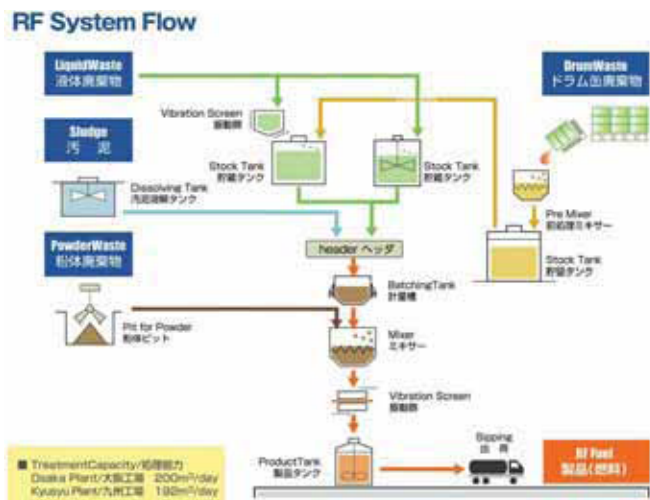 RF System Flow
LiquidWaste
液体廃棄物
DrumWaste
ドラム缶廃棄物
Vibration Screen
振動篩
Sludge
汚 泥
Stock Tank
貯蔵タンク
Stock Tank
貯蔵タンク
Dissolving Tank
汚泥溶解タンク
Pre Mixer
前処理ミキサー
PowderWaste
粉体廃棄物
header ヘッダ
Stock Tank
貯留タンク
BatchingTank
計量槽
Pit for Powder
粉体ピット
Mixer
ミキサー
Vibration Screen
振動篩
■ TreatmentCapacity/処理能力
Osaka Plant/大阪工場 200m³/day
Kyusyu Plant/九州工場 192m³/day
ProductTank
製品タンク
Sipping
出 荷
RF Fuel
製品(燃料)